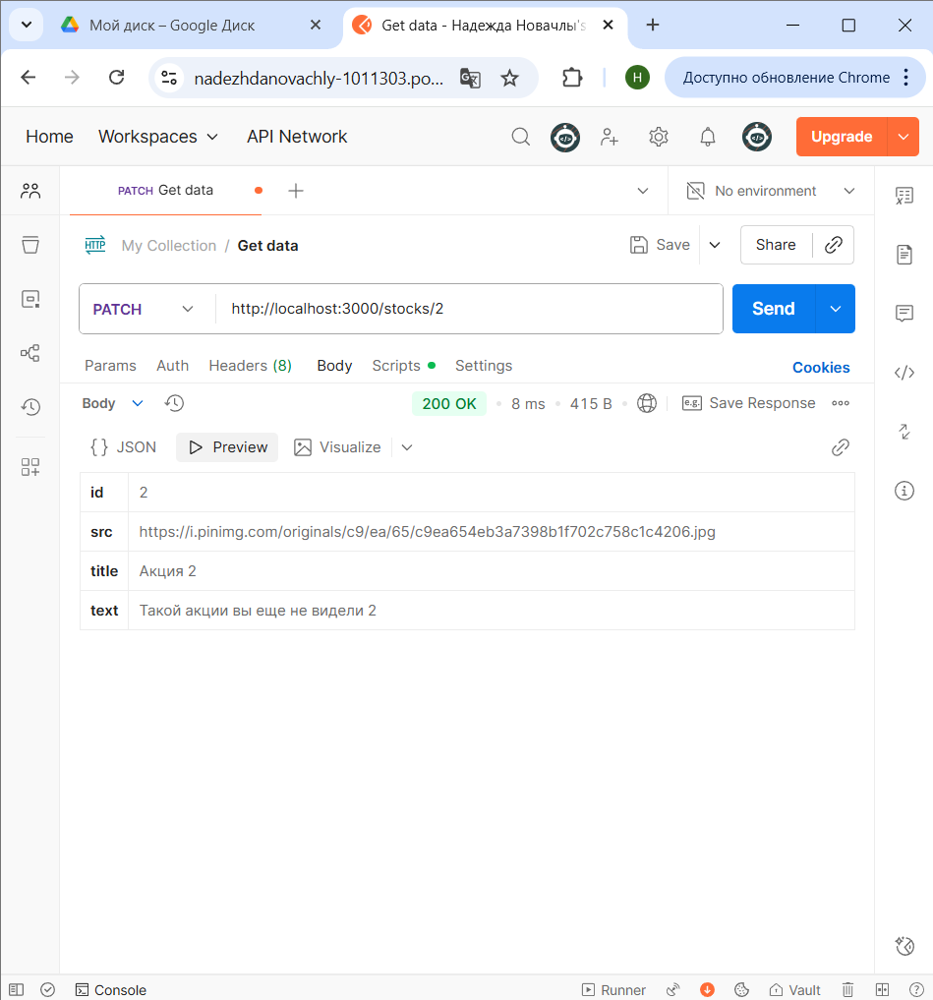 Мой диск – Google Диск
Get data - Надежда Новачлы's
nadezhdanovachly-1011303.po...
H
Доступно обновление Chrome
Home Workspaces API Network Upgrade
PATCH Get data No environment
HTTP My Collection / Get data Save Share
PATCH http://localhost:3000/stocks/2 Send
Params Auth Headers (8) Body Scripts Settings Cookies
Body 200 OK 8 ms 415 B e.g. Save Response
{} JSON Preview Visualize
id 2
src https://i.pinimg.com/originals/c9/ea/65/c9ea654eb3a7398b1f702c758c1c4206.jpg
title Акция 2
text Такой акции вы еще не видели 2
Console Runner Vault